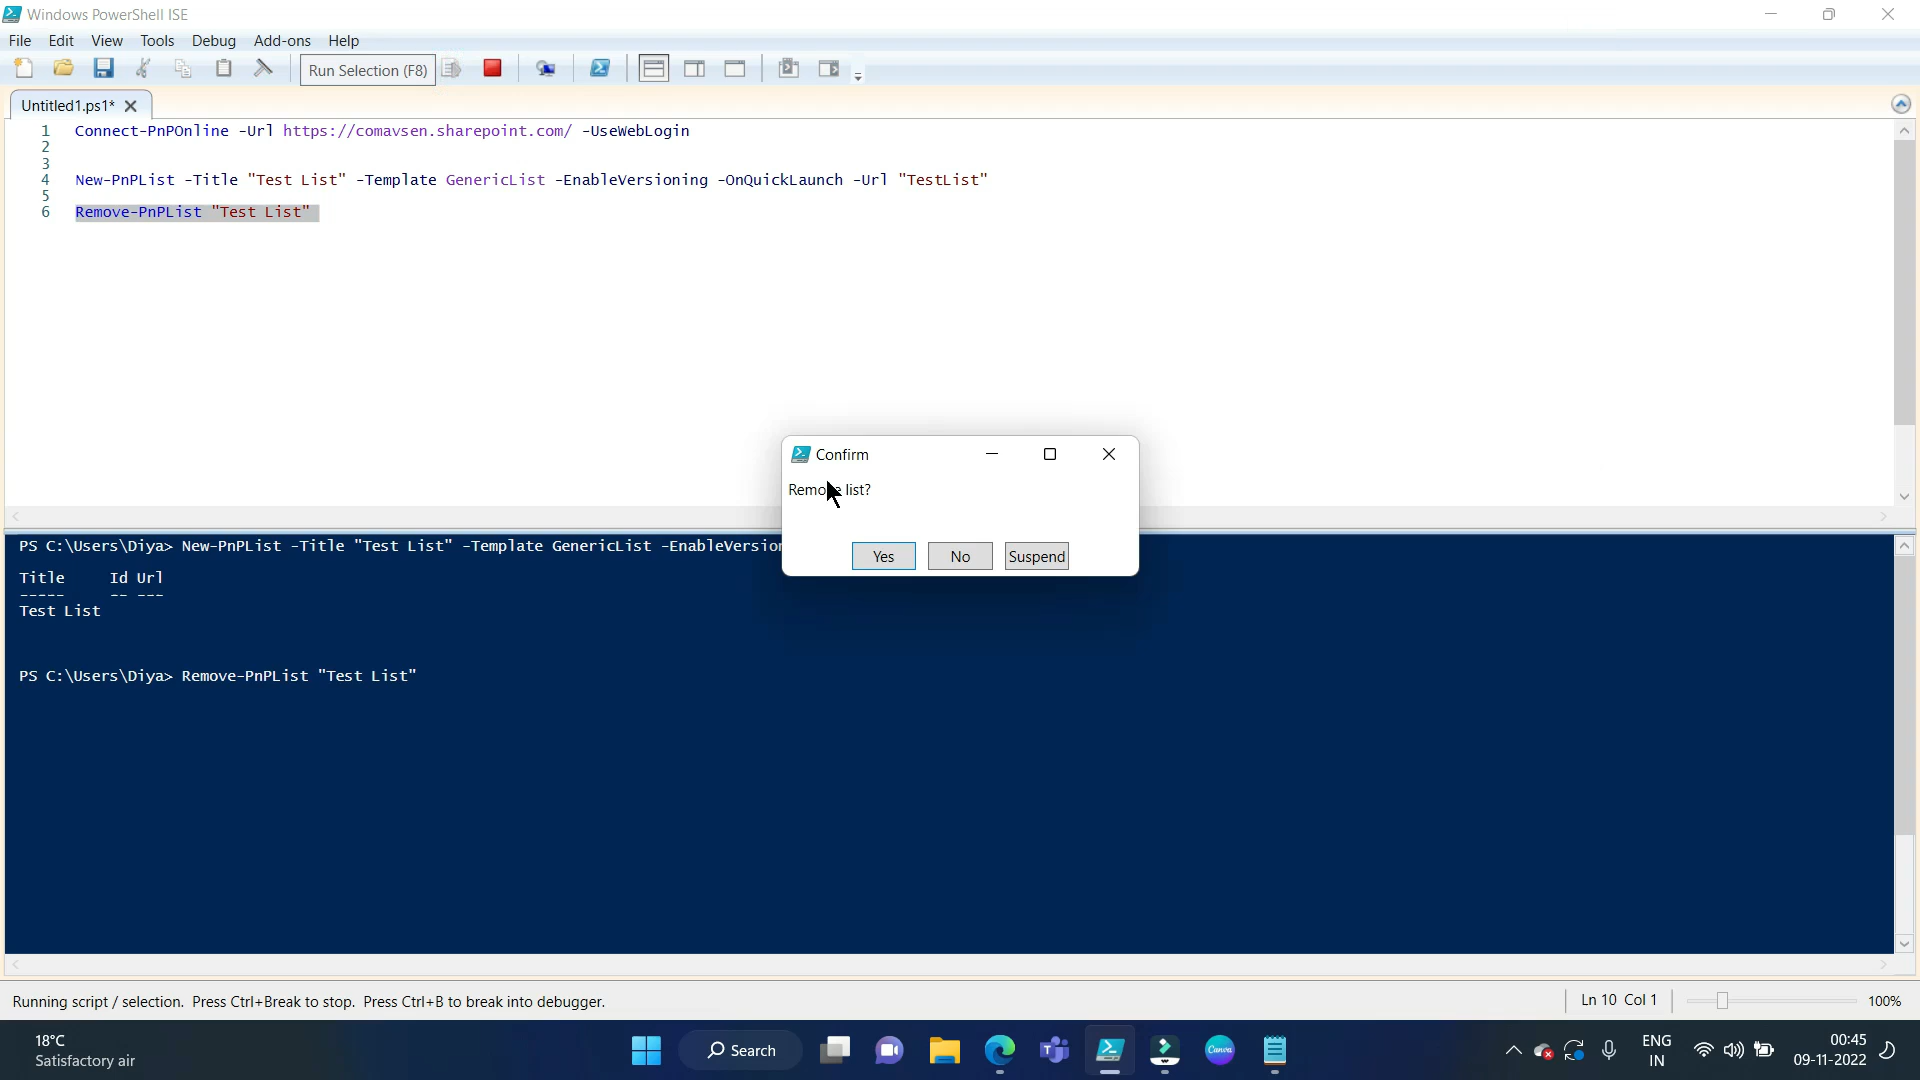 Windows PowerShell ISE
File Edit View Tools Debug Add-ons Help
Run Selection (F8)
Untitled1.ps1*
1 Connect-PnPOnline -Url https://comavsen.sharepoint.com/ -UseWebLogin
2
3
4 New-PnPList -Title "Test List" -Template GenericList -EnableVersioning -OnQuickLaunch -Url "TestList"
5
6 Remove-PnPList "Test List"
Confirm
Remove list?
Yes No Suspend
PS C:\Users\Diya> New-PnPList -Title "Test List" -Template GenericList -EnableVersion
Title Id Url
----- -- ---
Test List
PS C:\Users\Diya> Remove-PnPList "Test List"
Running script / selection. Press Ctrl+Break to stop. Press Ctrl+B to break into debugger.
Ln 10 Col 1
100%
18°C
Satisfactory air
Search
Canva
ENG
IN
00:45
09-11-2022